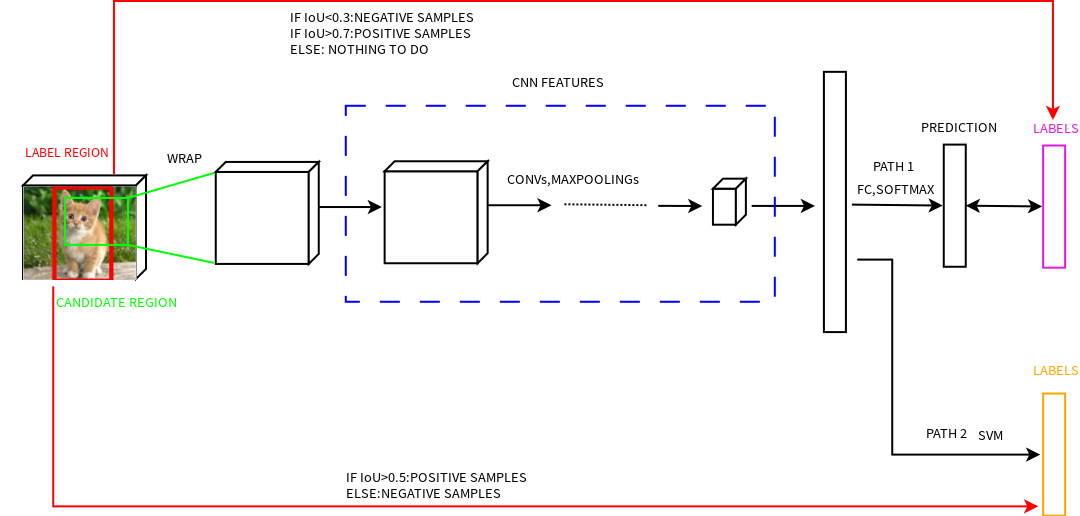 IF IoU<0.3:NEGATIVE SAMPLES
IF IoU>0.7:POSITIVE SAMPLES
ELSE: NOTHING TO DO
CNN FEATURES
PREDICTION
LABELS
LABEL REGION
WRAP
PATH 1
FC,SOFTMAX
CONVs,MAXPOOLINGs
CANDIDATE REGION
LABELS
PATH 2 SVM
IF IoU>0.5:POSITIVE SAMPLES
ELSE:NEGATIVE SAMPLES